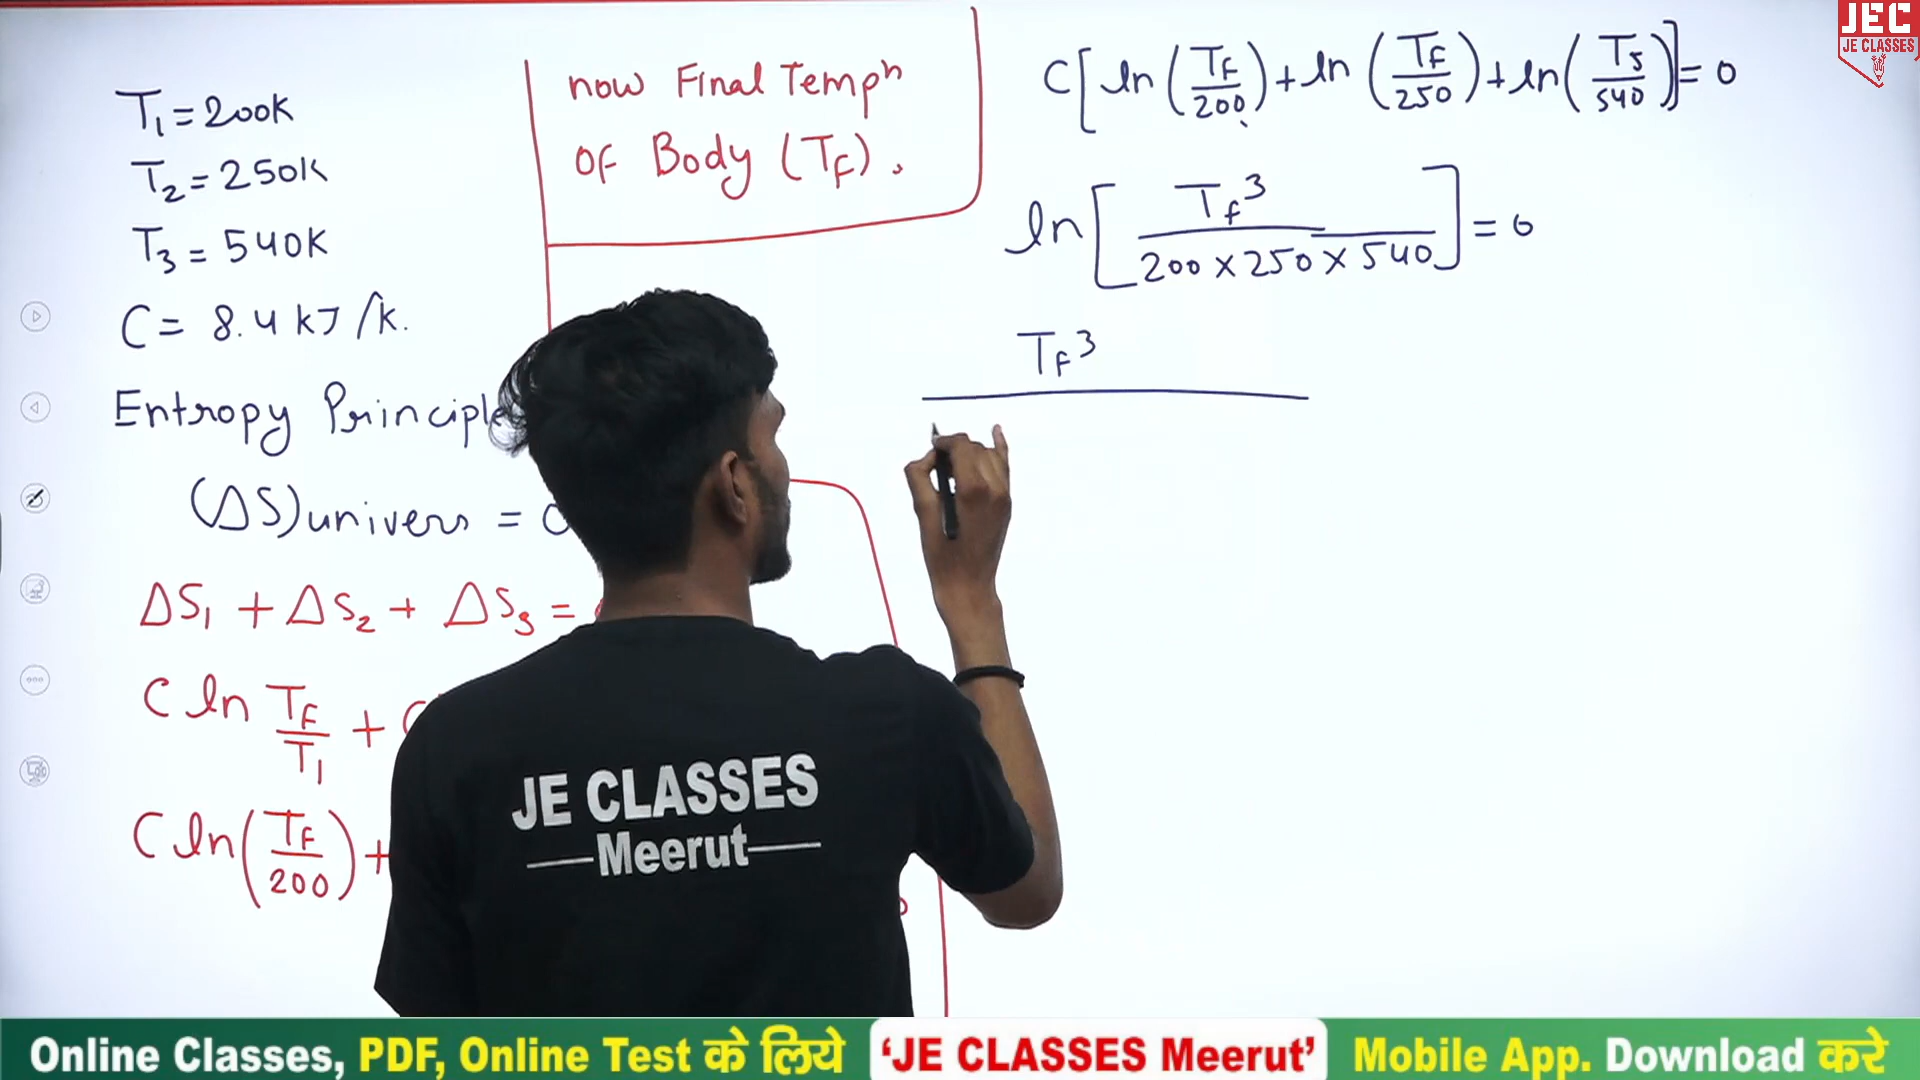 T₁ = 200K
T₂ = 250K
T₃ = 540K
C = 8.4 kJ/k.
Entropy Principle
(ΔS)univers = 0
ΔS₁ + ΔS₂ + ΔS₃ =
C ln T_F/T₁ + C
C ln(T_F/200) +
now Final Tempn
OF Body (T_F).
C[ln(T_F/200) + ln(T_F/250) + ln(T_5/540)] = 0
ln[T_f³/(200 × 250 × 540)] = 0
T_F³
JEC
JE CLASSES
JE CLASSES
Meerut
Online Classes, PDF, Online Test के लिये 'JE CLASSES Meerut' Mobile App. Download करे